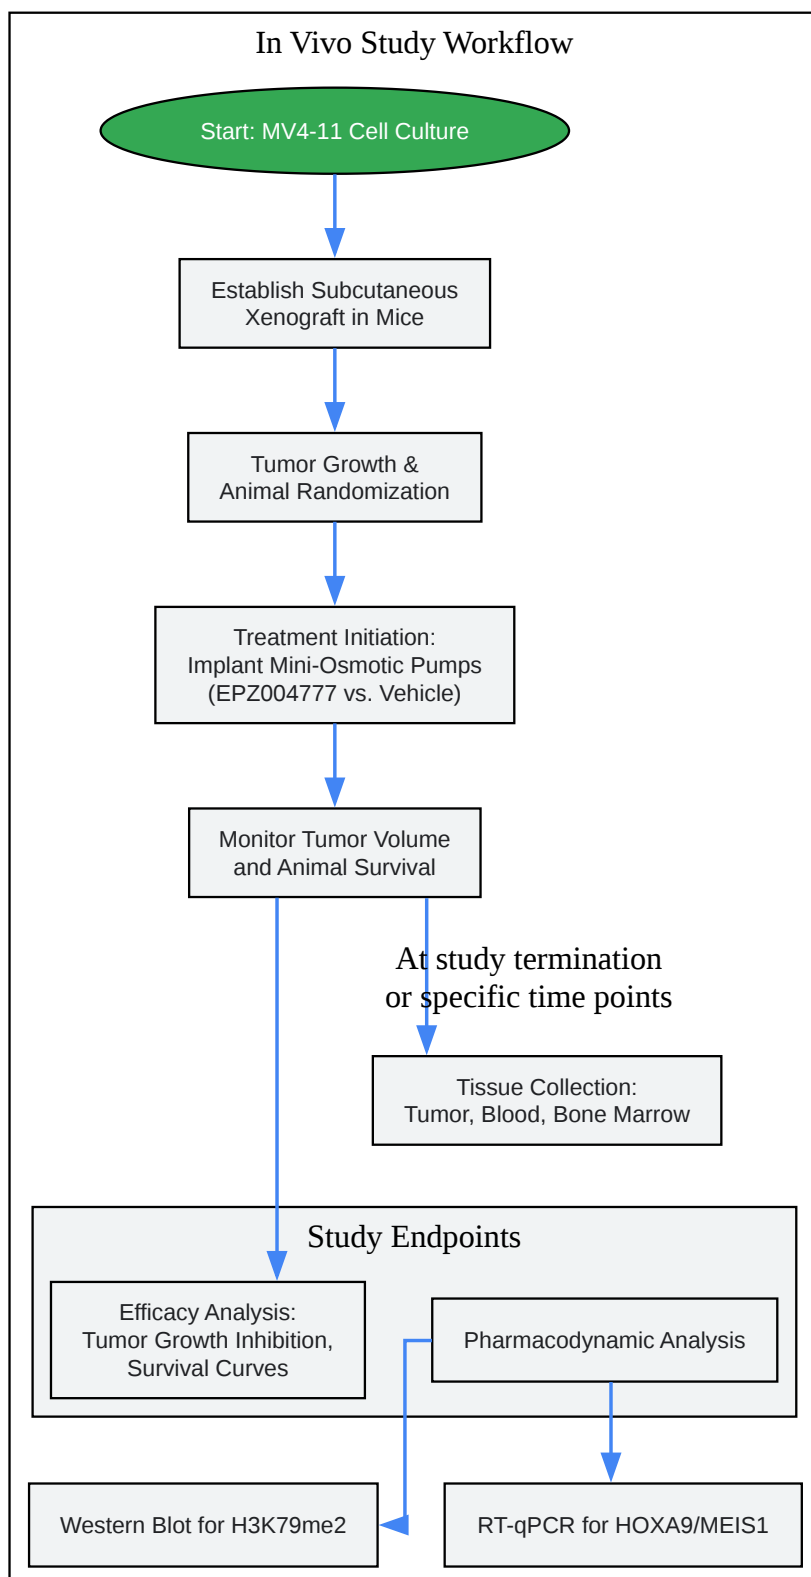 In Vivo Study Workflow
Start: MV4-11 Cell Culture
Establish Subcutaneous
Xenograft in Mice
Tumor Growth &
Animal Randomization
Treatment Initiation:
Implant Mini-Osmotic Pumps
(EPZ004777 vs. Vehicle)
Monitor Tumor Volume
and Animal Survival
At study termination
or specific time points
Tissue Collection:
Tumor, Blood, Bone Marrow
Study Endpoints
Efficacy Analysis:
Tumor Growth Inhibition,
Survival Curves
Pharmacodynamic Analysis
Western Blot for H3K79me2
RT-qPCR for HOXA9/MEIS1